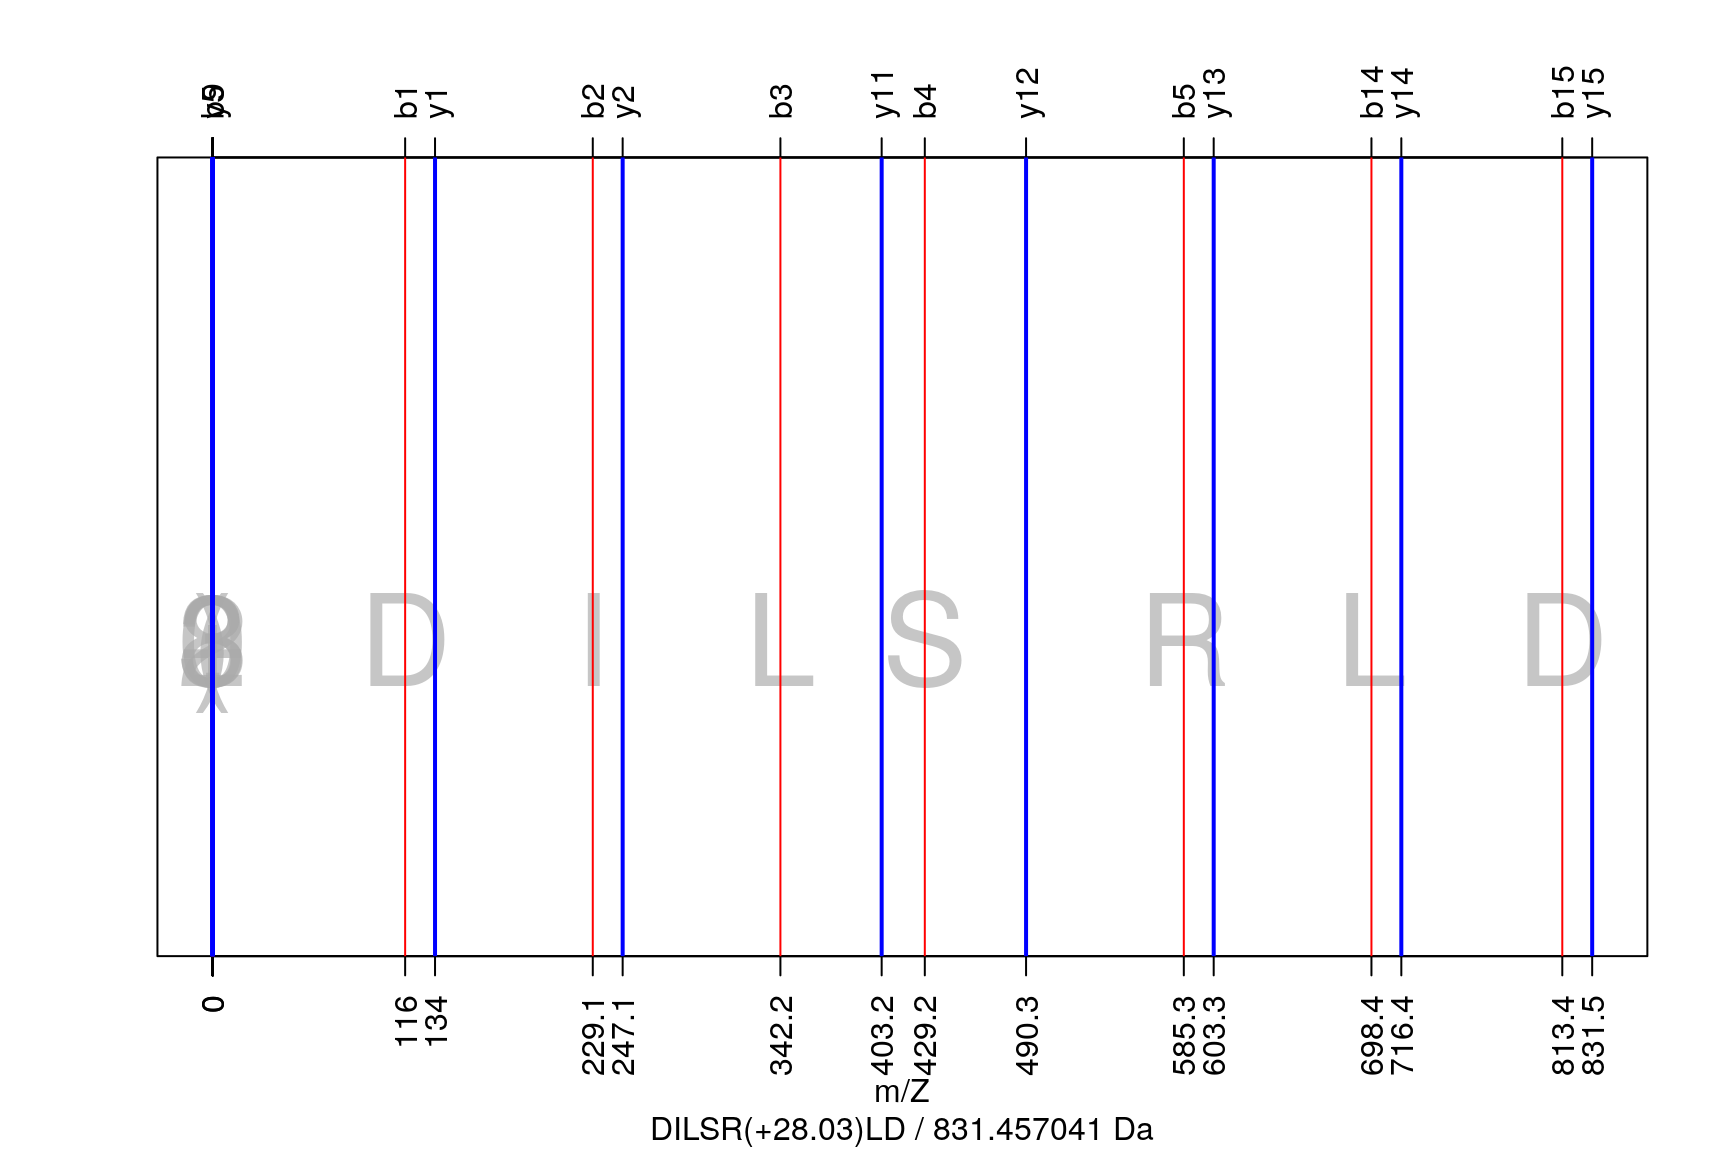 b1 y1 b2 y2 b3 y11 b4 y12 b5 y13 b14 y14 b15 y15
D I L S R L D
0 116 134 229.1 247.1 342.2 403.2 429.2 490.3 585.3 603.3 698.4 716.4 813.4 831.5
m/Z
DILSR(+28.03)LD / 831.457041 Da